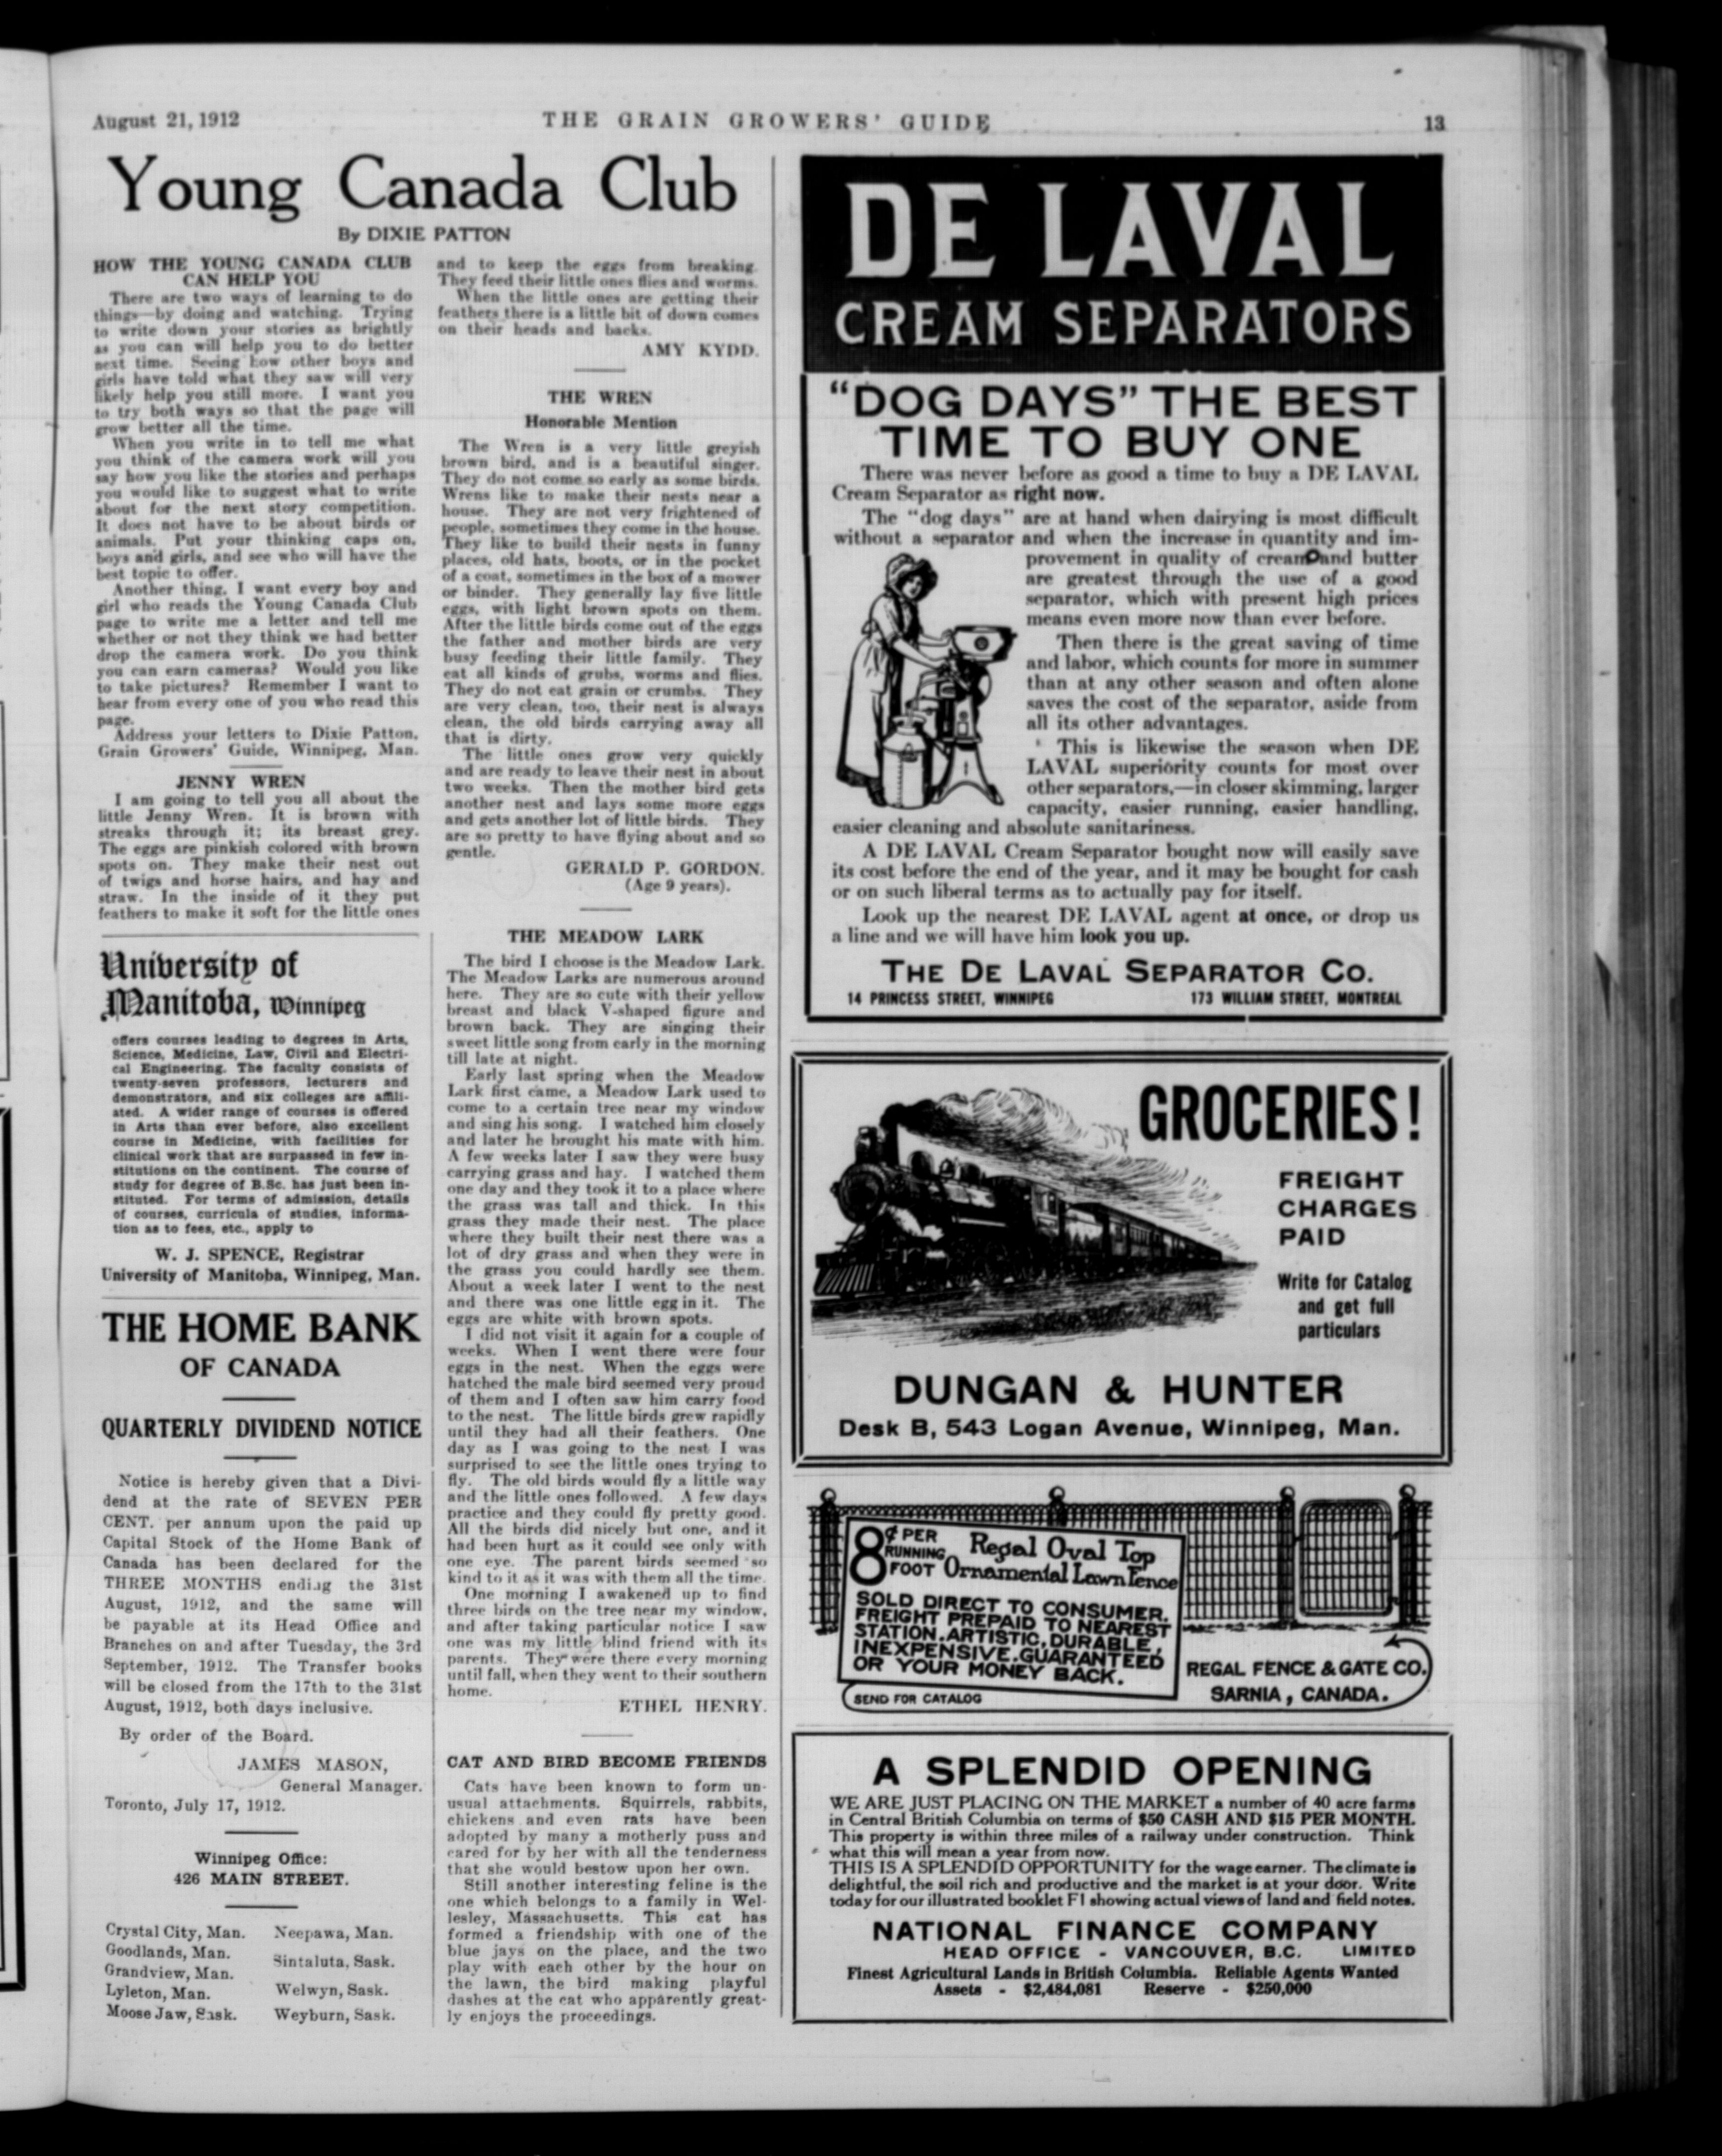 August 21, 1912
THE GRAIN GROWERS' GUIDE
13
Young Canada Club
By DIXIE PATTON
HOW THE YOUNG CANADA CLUB
CAN HELP YOU
There are two ways of learning to do
things—by doing and watching. Trying
to write down your stories as brightly
as you can will help you to do better
next time. Seeing how other boys and
girls have told what they saw will very
likely help you still more. I want you
to try both ways so that the page will
grow better all the time.
When you write in to tell me what
you think of the camera work will you
say how you like the stories and perhaps
you would like to suggest what to write
about for the next story competition.
It does not have to be about birds or
animals. Put your thinking caps on,
boys and girls, and see who will have the
best topic to offer.
Another thing, I want every boy and
girl who reads the Young Canada Club
page to write me a letter and tell me
whether or not they think we had better
drop the camera work. Do you think
you can earn cameras? Would you like
to take pictures? Remember I want to
hear from every one of you who read this
page.
Address your letters to Dixie Patton,
Grain Growers' Guide, Winnipeg, Man.
JENNY WREN
I am going to tell you all about the
little Jenny Wren. It is brown with
streaks through it; its breast grey.
The eggs are pinkish colored with brown
spots on. They make their nest out
of twigs and horse hairs, and hay and
straw. In the inside of it they put
feathers to make it soft for the little ones
and to keep the eggs from breaking.
They feed their little ones flies and worms.
When the little ones are getting their
feathers there is a little bit of down comes
on their heads and backs.
AMY KYDD.
THE WREN
Honorable Mention
The Wren is a very little greyish
brown bird, and is a beautiful singer.
They do not come so early as some birds.
Wrens like to make their nests near a
house. They are not very frightened of
people, sometimes they come in the house.
They like to build their nests in funny
places, old hats, boots, or in the pocket
of a coat, sometimes in the box of a mower
or binder. They generally lay five little
eggs, with light brown spots on them.
After the little birds come out of the eggs
the father and mother birds are very
busy feeding their little family. They
eat all kinds of grubs, worms and flies.
They do not eat grain or crumbs. They
are very clean, too, their nest is always
clean, the old birds carrying away all
that is dirty.
The little ones grow very quickly
and are ready to leave their nest in about
two weeks. Then the mother bird gets
another nest and lays some more eggs
and gets another lot of little birds. They
are so pretty to have flying about and so
gentle.
GERALD P. GORDON.
(Age 9 years).
THE MEADOW LARK
The bird I choose is the Meadow Lark.
The Meadow Larks are numerous around
here. They are so cute with their yellow
breast and black V-shaped figure and
brown back. They are singing their
sweet little song from early in the morning
till late at night.
Early last spring when the Meadow
Lark first came, a Meadow Lark used to
come to a certain tree near my window
and sing his song. I watched him closely
and later he brought his mate with him.
A few weeks later I saw they were busy
carrying grass and hay. I watched them
one day and they took it to a place where
the grass was tall and thick. In this
grass they made their nest. The place
where they built their nest there was a
lot of dry grass and when they were in
the grass you could hardly see them.
About a week later I went to the nest
and there was one little egg in it. The
eggs are white with brown spots.
I did not visit it again for a couple of
weeks. When I went there were four
eggs in the nest. When the eggs were
hatched the male bird seemed very proud
of them and I often saw him carry food
to the nest. The little birds grew rapidly
until they had all their feathers. One
day as I was going to the nest I was
surprised to see the little ones trying to
fly. The old birds would fly a little way
and the little ones followed. A few days
practice and they could fly pretty good.
All the birds did nicely but one, and it
had been hurt as it could see only with
one eye. The parent birds seemed so
kind to it as it was with them all the time.
One morning I awakened up to find
three birds on the tree near my window,
and after taking particular notice I saw
one was my little blind friend with its
parents. They were there every morning
until fall, when they went to their southern
home.
ETHEL HENRY.
CAT AND BIRD BECOME FRIENDS
Cats have been known to form un-
usual attachments. Squirrels, rabbits,
chickens and even rats have been
adopted by many a motherly puss and
cared for by her with all the tenderness
that she would bestow upon her own.
Still another interesting feline is the
one which belongs to a family in Wel-
lesley, Massachusetts. This cat has
formed a friendship with one of the
blue jays on the place, and the two
play with each other by the hour on
the lawn, the bird making playful
dashes at the cat who apparently great-
ly enjoys the proceedings.
University of
Manitoba, Winnipeg
offers courses leading to degrees in Arts,
Science, Medicine, Law, Civil and Electri-
cal Engineering. The faculty consists of
twenty-seven professors, lecturers and
demonstrators, and six colleges are affili-
ated. A wider range of courses is offered
in Arts than ever before, also excellent
course in Medicine, with facilities for
clinical work that are surpassed in few in-
stitutions on the continent. The course of
study for degree of B.Sc. has just been in-
stituted. For terms of admission, details
of courses, curricula of studies, informa-
tion as to fees, etc., apply to
W. J. SPENCE, Registrar
University of Manitoba, Winnipeg, Man.
THE HOME BANK
OF CANADA
QUARTERLY DIVIDEND NOTICE
Notice is hereby given that a Divi-
dend at the rate of SEVEN PER
CENT. per annum upon the paid up
Capital Stock of the Home Bank of
Canada has been declared for the
THREE MONTHS ending the 31st
August, 1912, and the same will
be payable at its Head Office and
Branches on and after Tuesday, the 3rd
September, 1912. The Transfer books
will be closed from the 17th to the 31st
August, 1912, both days inclusive.
By order of the Board.
JAMES MASON,
General Manager.
Toronto, July 17, 1912.
Winnipeg Office:
426 MAIN STREET.
Crystal City, Man.
Goodlands, Man.
Grandview, Man.
Lyleton, Man.
Moose Jaw, Sask.
Neepawa, Man.
Sintaluta, Sask.
Welwyn, Sask.
Weyburn, Sask.
DE LAVAL
CREAM SEPARATORS
"DOG DAYS" THE BEST
TIME TO BUY ONE
There was never before as good a time to buy a DE LAVAL
Cream Separator as right now.
The "dog days" are at hand when dairying is most difficult
without a separator and when the increase in quantity and im-
provement in quality of cream and butter
are greatest through the use of a good
separator, which with present high prices
means even more now than ever before.
Then there is the great saving of time
and labor, which counts for more in summer
than at any other season and often alone
saves the cost of the separator, aside from
all its other advantages.
This is likewise the season when DE
LAVAL superiority counts for most over
other separators,—in closer skimming, larger
capacity, easier running, easier handling,
easier cleaning and absolute sanitariness.
A DE LAVAL Cream Separator bought now will easily save
its cost before the end of the year, and it may be bought for cash
or on such liberal terms as to actually pay for itself.
Look up the nearest DE LAVAL agent at once, or drop us
a line and we will have him look you up.
THE DE LAVAL SEPARATOR CO.
14 PRINCESS STREET, WINNIPEG
173 WILLIAM STREET, MONTREAL
GROCERIES!
FREIGHT
CHARGES
PAID
Write for Catalog
and get full
particulars
DUNGAN & HUNTER
Desk B, 543 Logan Avenue, Winnipeg, Man.
8¢ PER
RUNNING
FOOT
Regal Oval Top
Ornamental Lawn Fence
SOLD DIRECT TO CONSUMER.
FREIGHT PREPAID TO NEAREST
STATION. ARTISTIC, DURABLE,
INEXPENSIVE. GUARANTEED
OR YOUR MONEY BACK.
SEND FOR CATALOG
REGAL FENCE & GATE CO.
SARNIA, CANADA.
A SPLENDID OPENING
WE ARE JUST PLACING ON THE MARKET a number of 40 acre farms
in Central British Columbia on terms of $50 CASH AND $15 PER MONTH.
This property is within three miles of a railway under construction. Think
what this will mean a year from now.
THIS IS A SPLENDID OPPORTUNITY for the wage earner. The climate is
delightful, the soil rich and productive and the market is at your door. Write
today for our illustrated booklet F1 showing actual views of land and field notes.
NATIONAL FINANCE COMPANY
HEAD OFFICE - VANCOUVER, B.C. LIMITED
Finest Agricultural Lands in British Columbia. Reliable Agents Wanted
Assets - $2,484,081 Reserve - $250,000